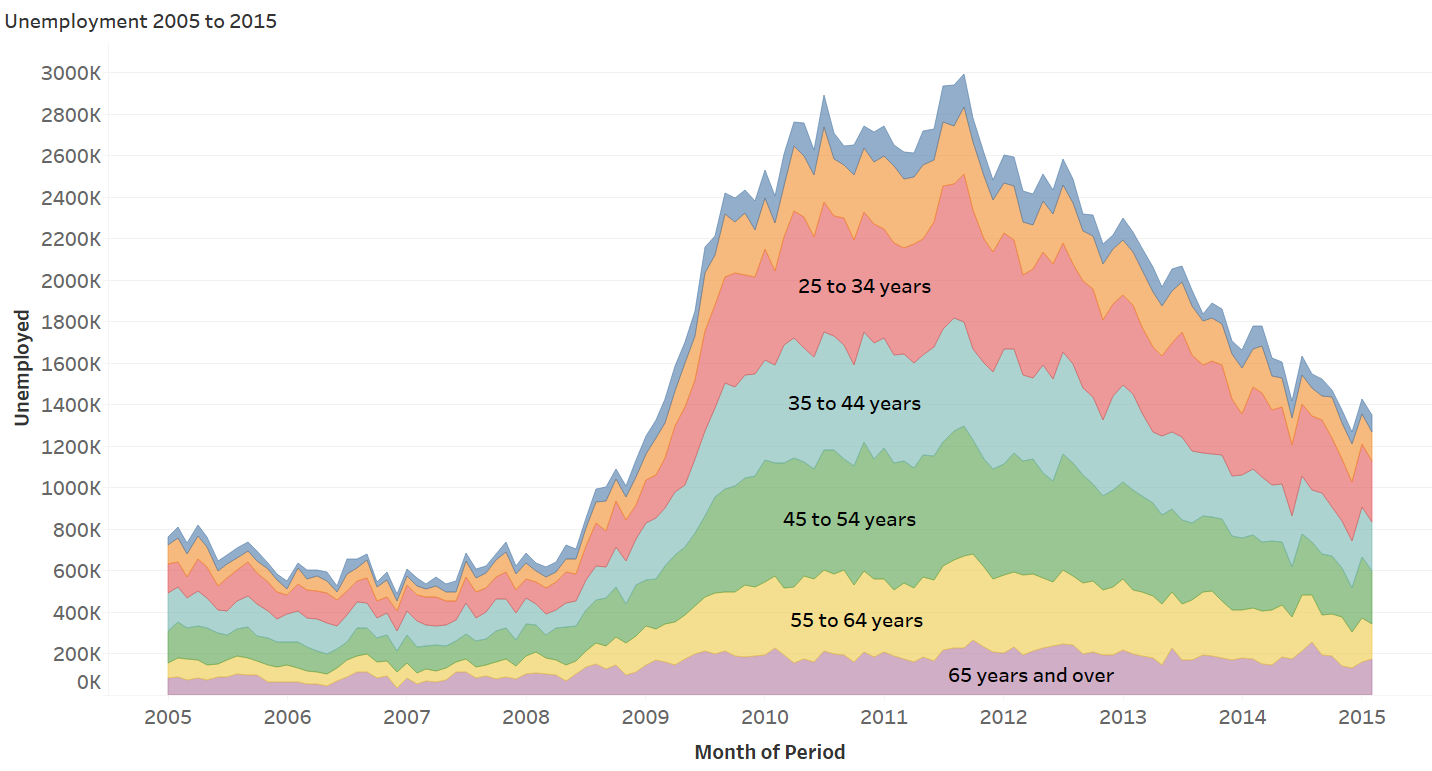 Unemployment 2005 to 2015
3000K
2800K
2600K
2400K
2200K
2000K
1800K
1600K
1400K
1200K
1000K
800K
600K
400K
200K
0K
Unemployed
25 to 34 years
35 to 44 years
45 to 54 years
55 to 64 years
65 years and over
2005 2006 2007 2008 2009 2010 2011 2012 2013 2014 2015
Month of Period